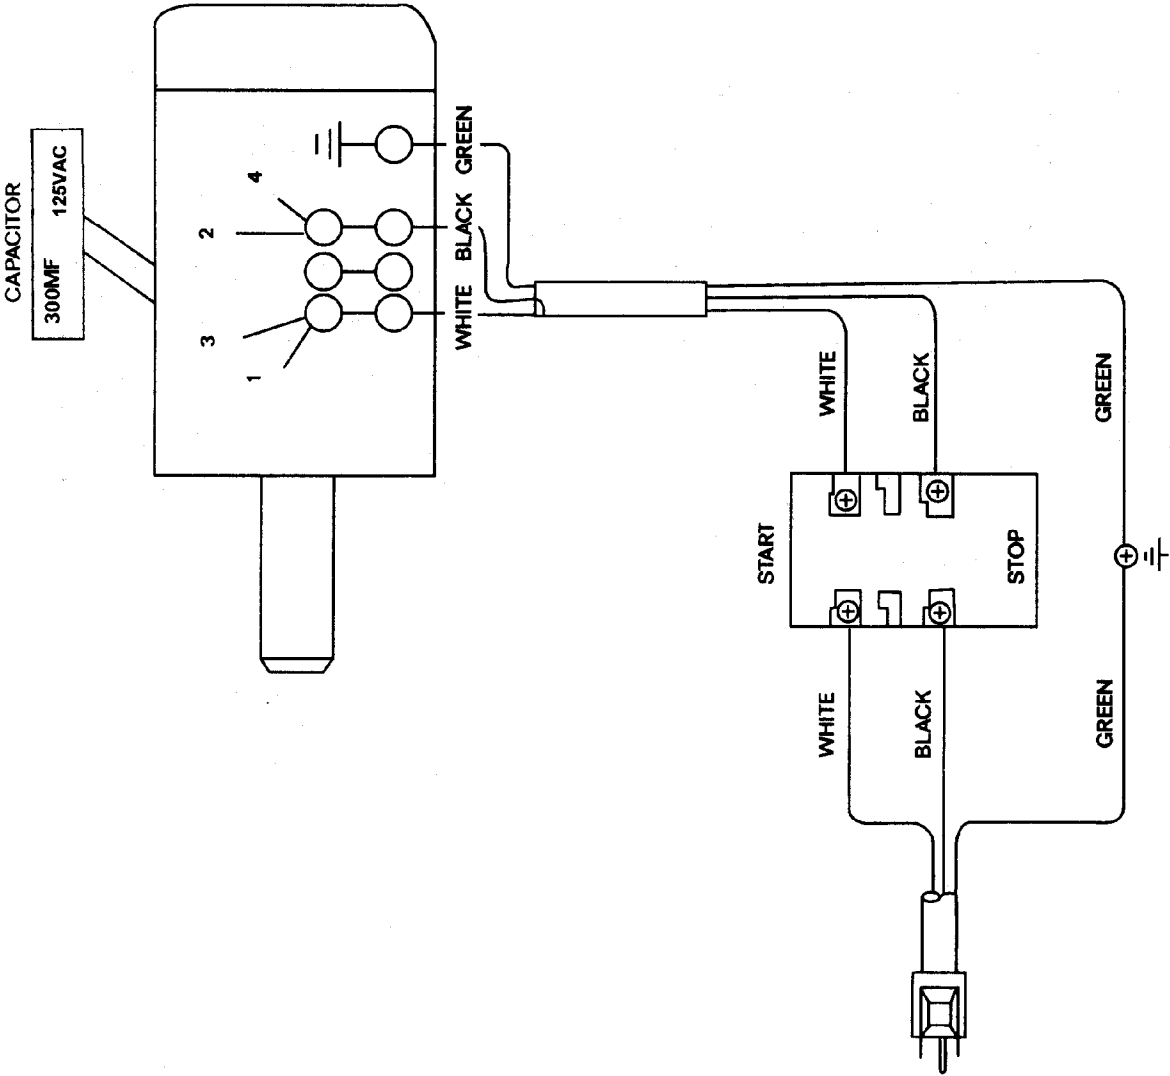 CAPACITOR
300MF 125VAC
4
2
3
1
GREEN
BLACK
WHITE
WHITE
BLACK
GREEN
START
STOP
WHITE
BLACK
GREEN